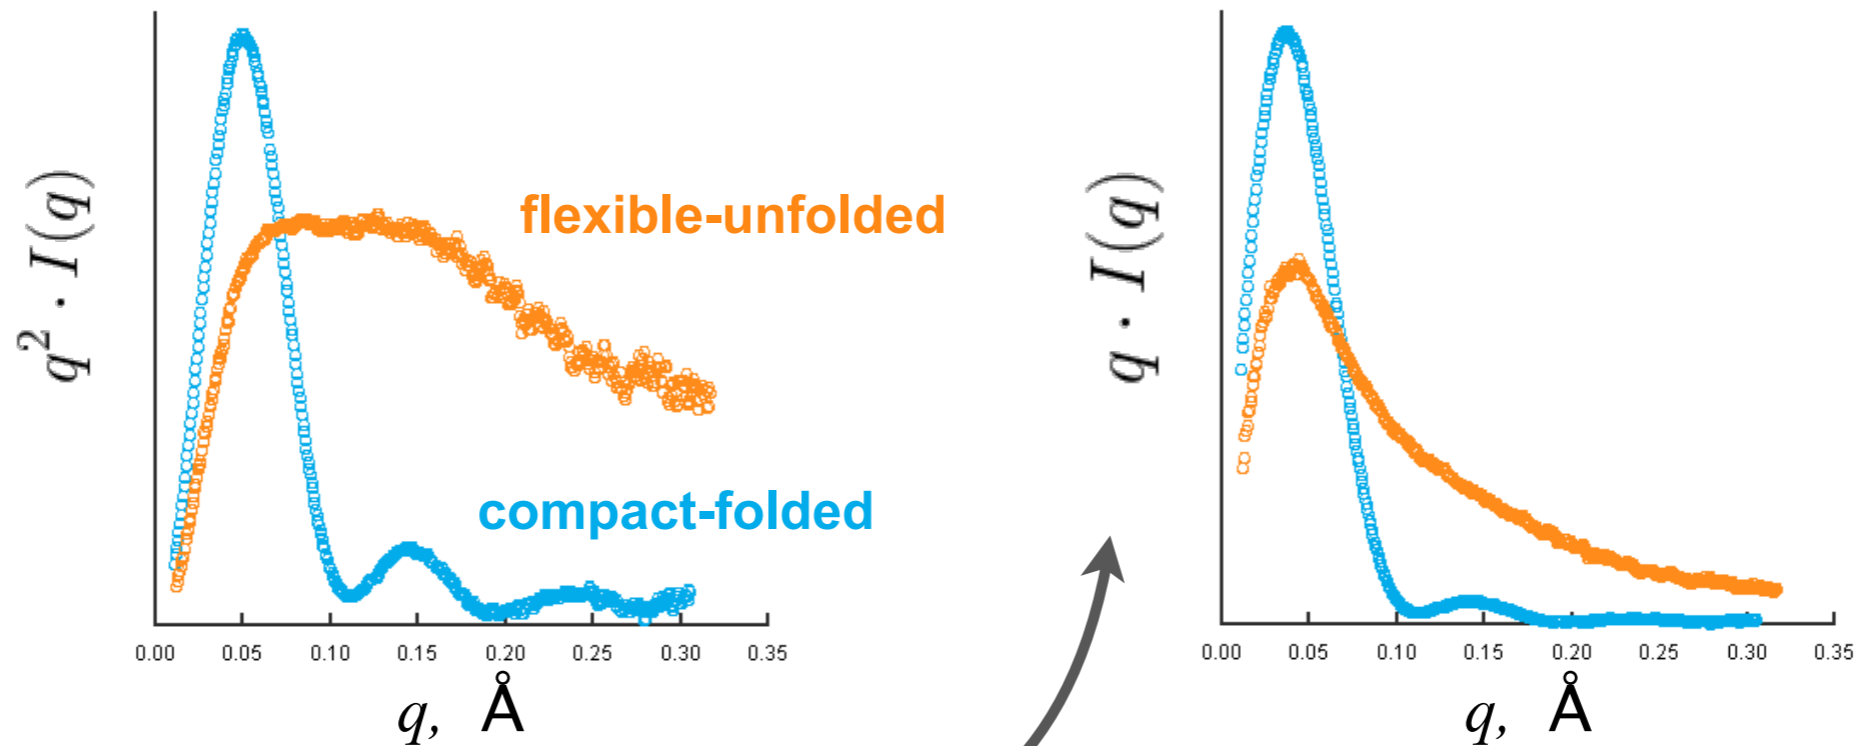 q² · I(q)
flexible-unfolded
compact-folded
0.00 0.05 0.10 0.15 0.20 0.25 0.30 0.35
q, Å
q · I(q)
0.00 0.05 0.10 0.15 0.20 0.25 0.30 0.35
q, Å